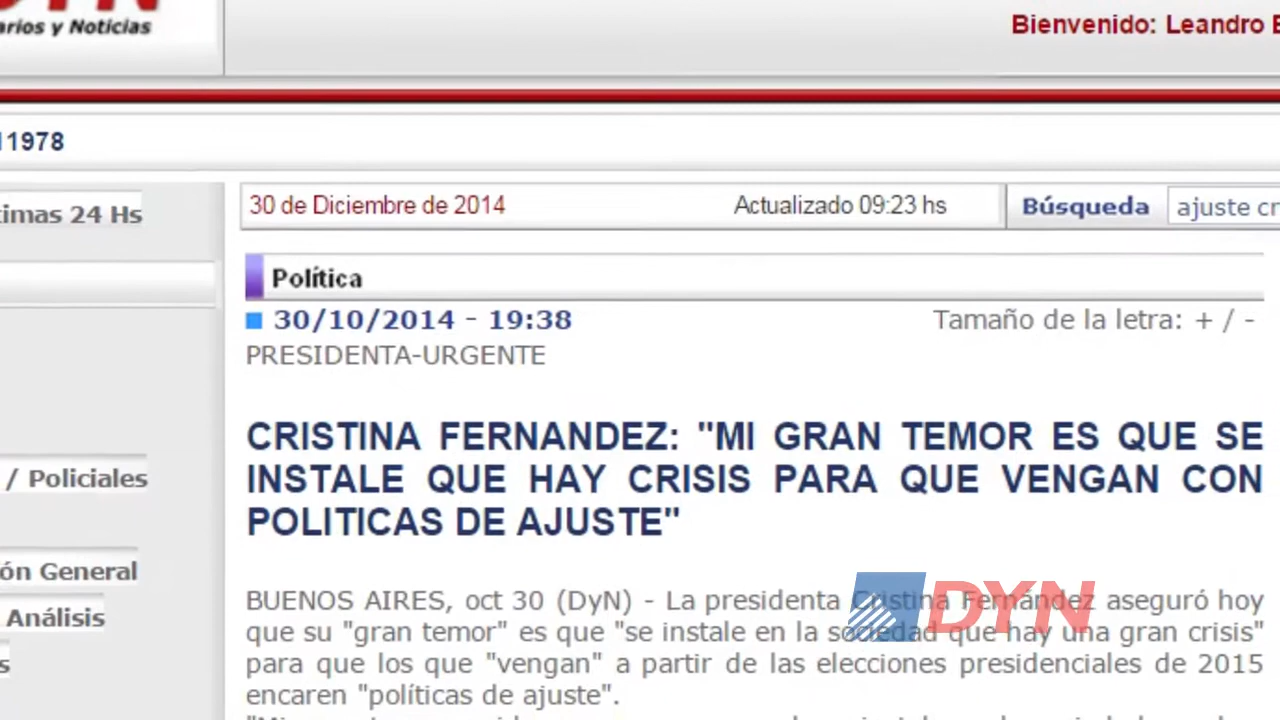 DYN
arios y Noticias
Bienvenido: Leandro
11978
timas 24 Hs
30 de Diciembre de 2014
Actualizado 09:23 hs
Búsqueda
ajuste cr
Política
30/10/2014 - 19:38
Tamaño de la letra: + / -
PRESIDENTA-URGENTE
CRISTINA FERNANDEZ: "MI GRAN TEMOR ES QUE SE
INSTALE QUE HAY CRISIS PARA QUE VENGAN CON
POLITICAS DE AJUSTE"
/ Policiales
ón General
Análisis
s
BUENOS AIRES, oct 30 (DyN) - La presidenta Cristina Fernández aseguró hoy
que su "gran temor" es que "se instale en la sociedad que hay una gran crisis"
para que los que "vengan" a partir de las elecciones presidenciales de 2015
encaren "políticas de ajuste".
DYN